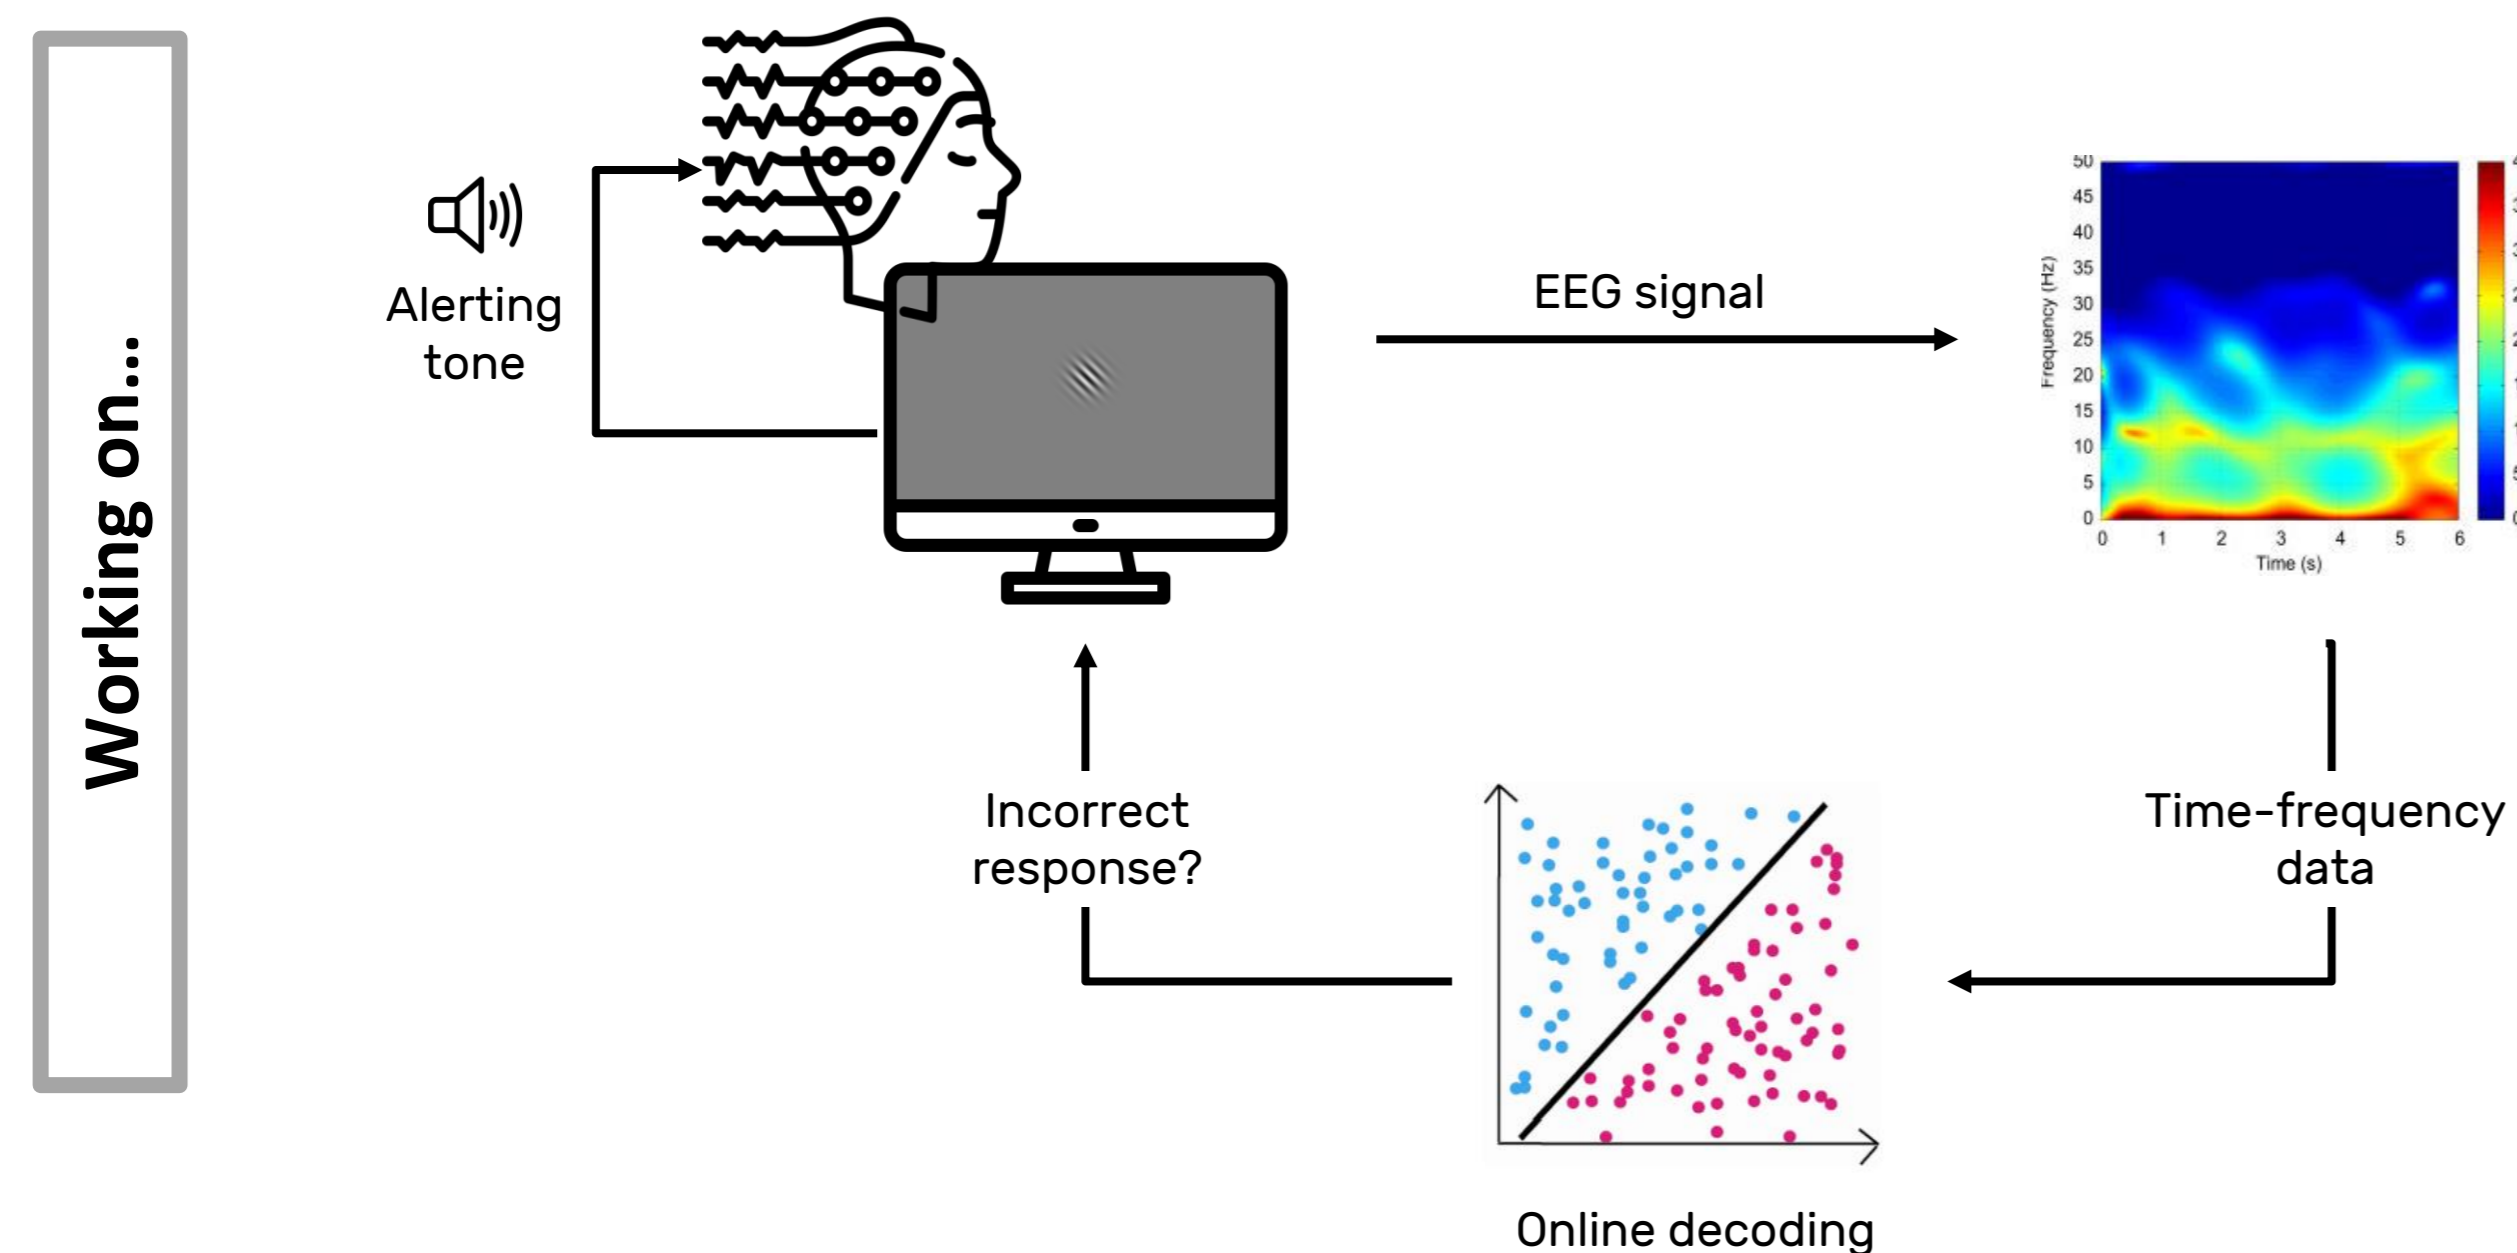 Working on...
Alerting
tone
EEG signal
50
45
40
35
30
25
20
15
10
5
0
Frequency (Hz)
0 1 2 3 4 5 6
Time (s)
Time-frequency
data
Incorrect
response?
Online decoding